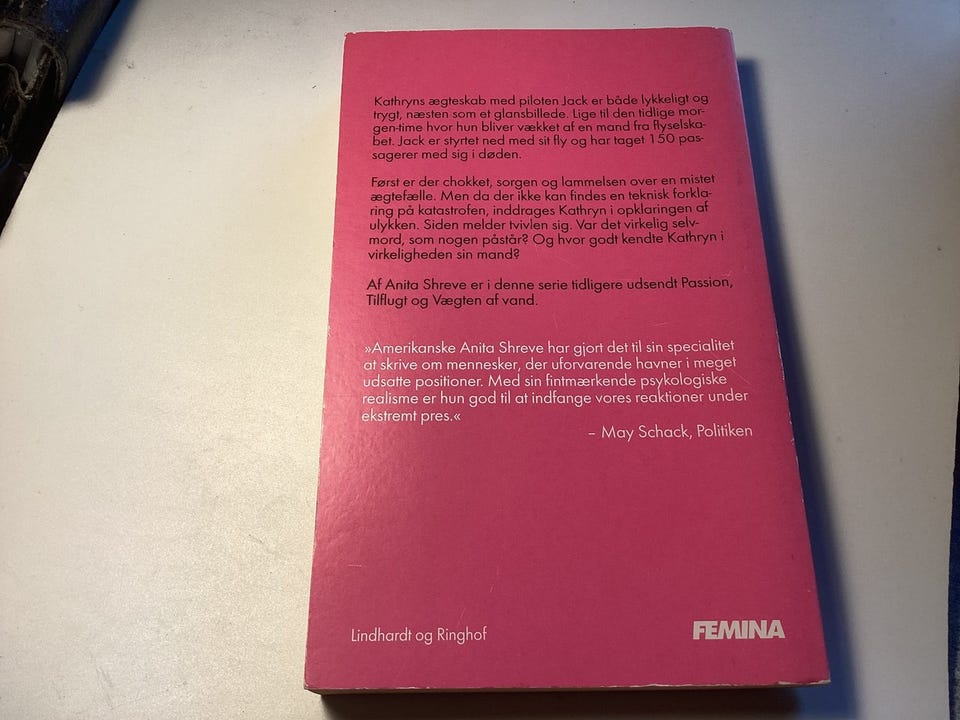 Kathryns ægteskab med piloten Jack er både lykkeligt og
trygt, næsten som et glansbillede. Lige til den tidlige mor-
gen-time hvor hun bliver vækket af en mand fra flyselska-
bet. Jack er styrtet ned med sit fly og har taget 150 pas-
sagerer med sig i døden.
Først er der chokket, sorgen og lammelsen over en mistet
ægtefælle. Men da der ikke kan findes en teknisk forkla-
ring på katastrofen, inddrages Kathryn i opklaringen af
ulykken. Siden melder tvivlen sig. Var det virkelig selv-
mord, som nogen påstår? Og hvor godt kendte Kathryn i
virkeligheden sin mand?
Af Anita Shreve er i denne serie tidligere udsendt Passion,
Tilflugt og Vægten af vand.
»Amerikanske Anita Shreve har gjort det til sin specialitet
at skrive om mennesker, der uforvarende havner i meget
udsatte positioner. Med sin fintmærkende psykologiske
realisme er hun god til at indfange vores reaktioner under
ekstremt pres.«
– May Schack, Politiken
Lindhardt og Ringhof
FEMINA